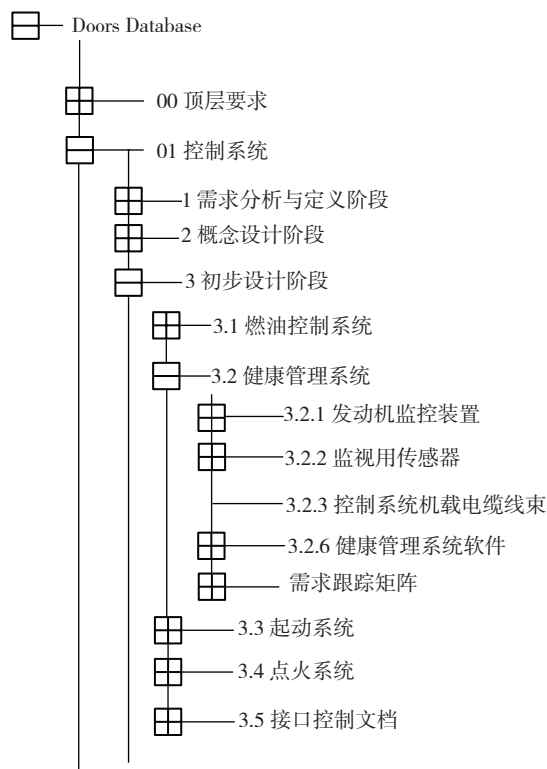 Doors Database
00 顶层要求
01 控制系统
1 需求分析与定义阶段
2 概念设计阶段
3 初步设计阶段
3.1 燃油控制系统
3.2 健康管理系统
3.2.1 发动机监控装置
3.2.2 监视用传感器
3.2.3 控制系统机载电缆线束
3.2.6 健康管理系统软件
需求跟踪矩阵
3.3 起动系统
3.4 点火系统
3.5 接口控制文档